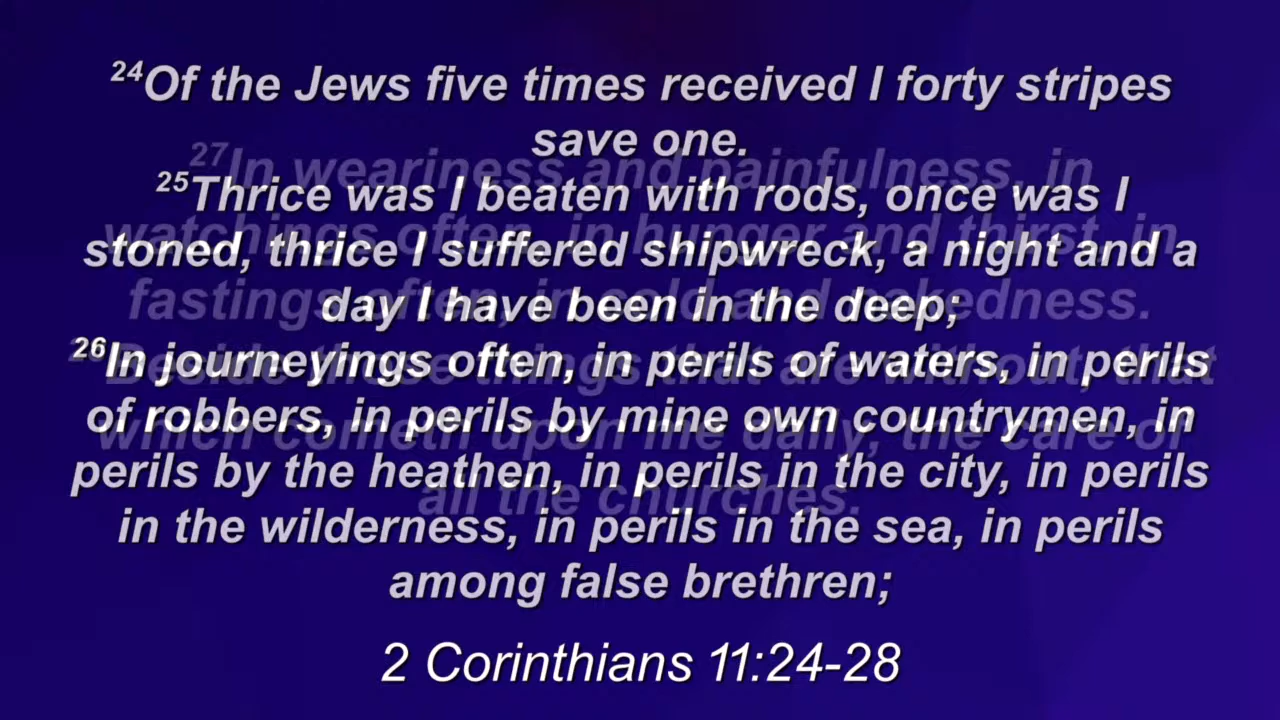 24Of the Jews five times received I forty stripes
save one.
25Thrice was I beaten with rods, once was I
stoned, thrice I suffered shipwreck, a night and a
day I have been in the deep;
26In journeyings often, in perils of waters, in perils
of robbers, in perils by mine own countrymen, in
perils by the heathen, in perils in the city, in perils
in the wilderness, in perils in the sea, in perils
among false brethren;
27In weariness and painfulness, in
watchings often, in hunger and thirst, in
fastings often, in cold and nakedness.
28Beside those things that are without, that
which cometh upon me daily, the care of
all the churches.
2 Corinthians 11:24-28